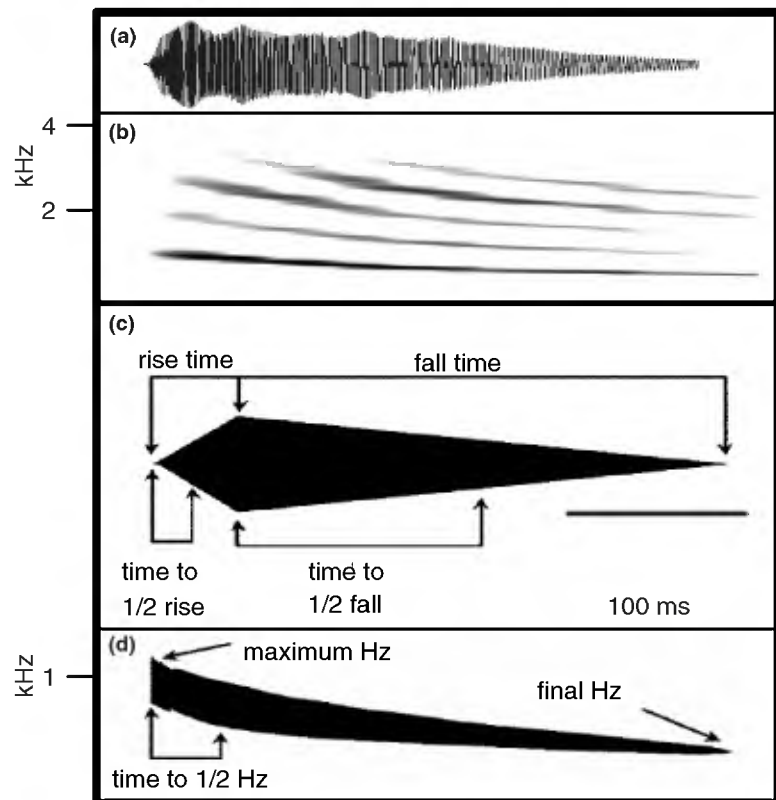 (a)
4
(b)
kHz
2
(c)
rise time
fall time
time to
1/2 rise
time to
1/2 fall
100 ms
(d)
maximum Hz
kHz
1
final Hz
time to 1/2 Hz